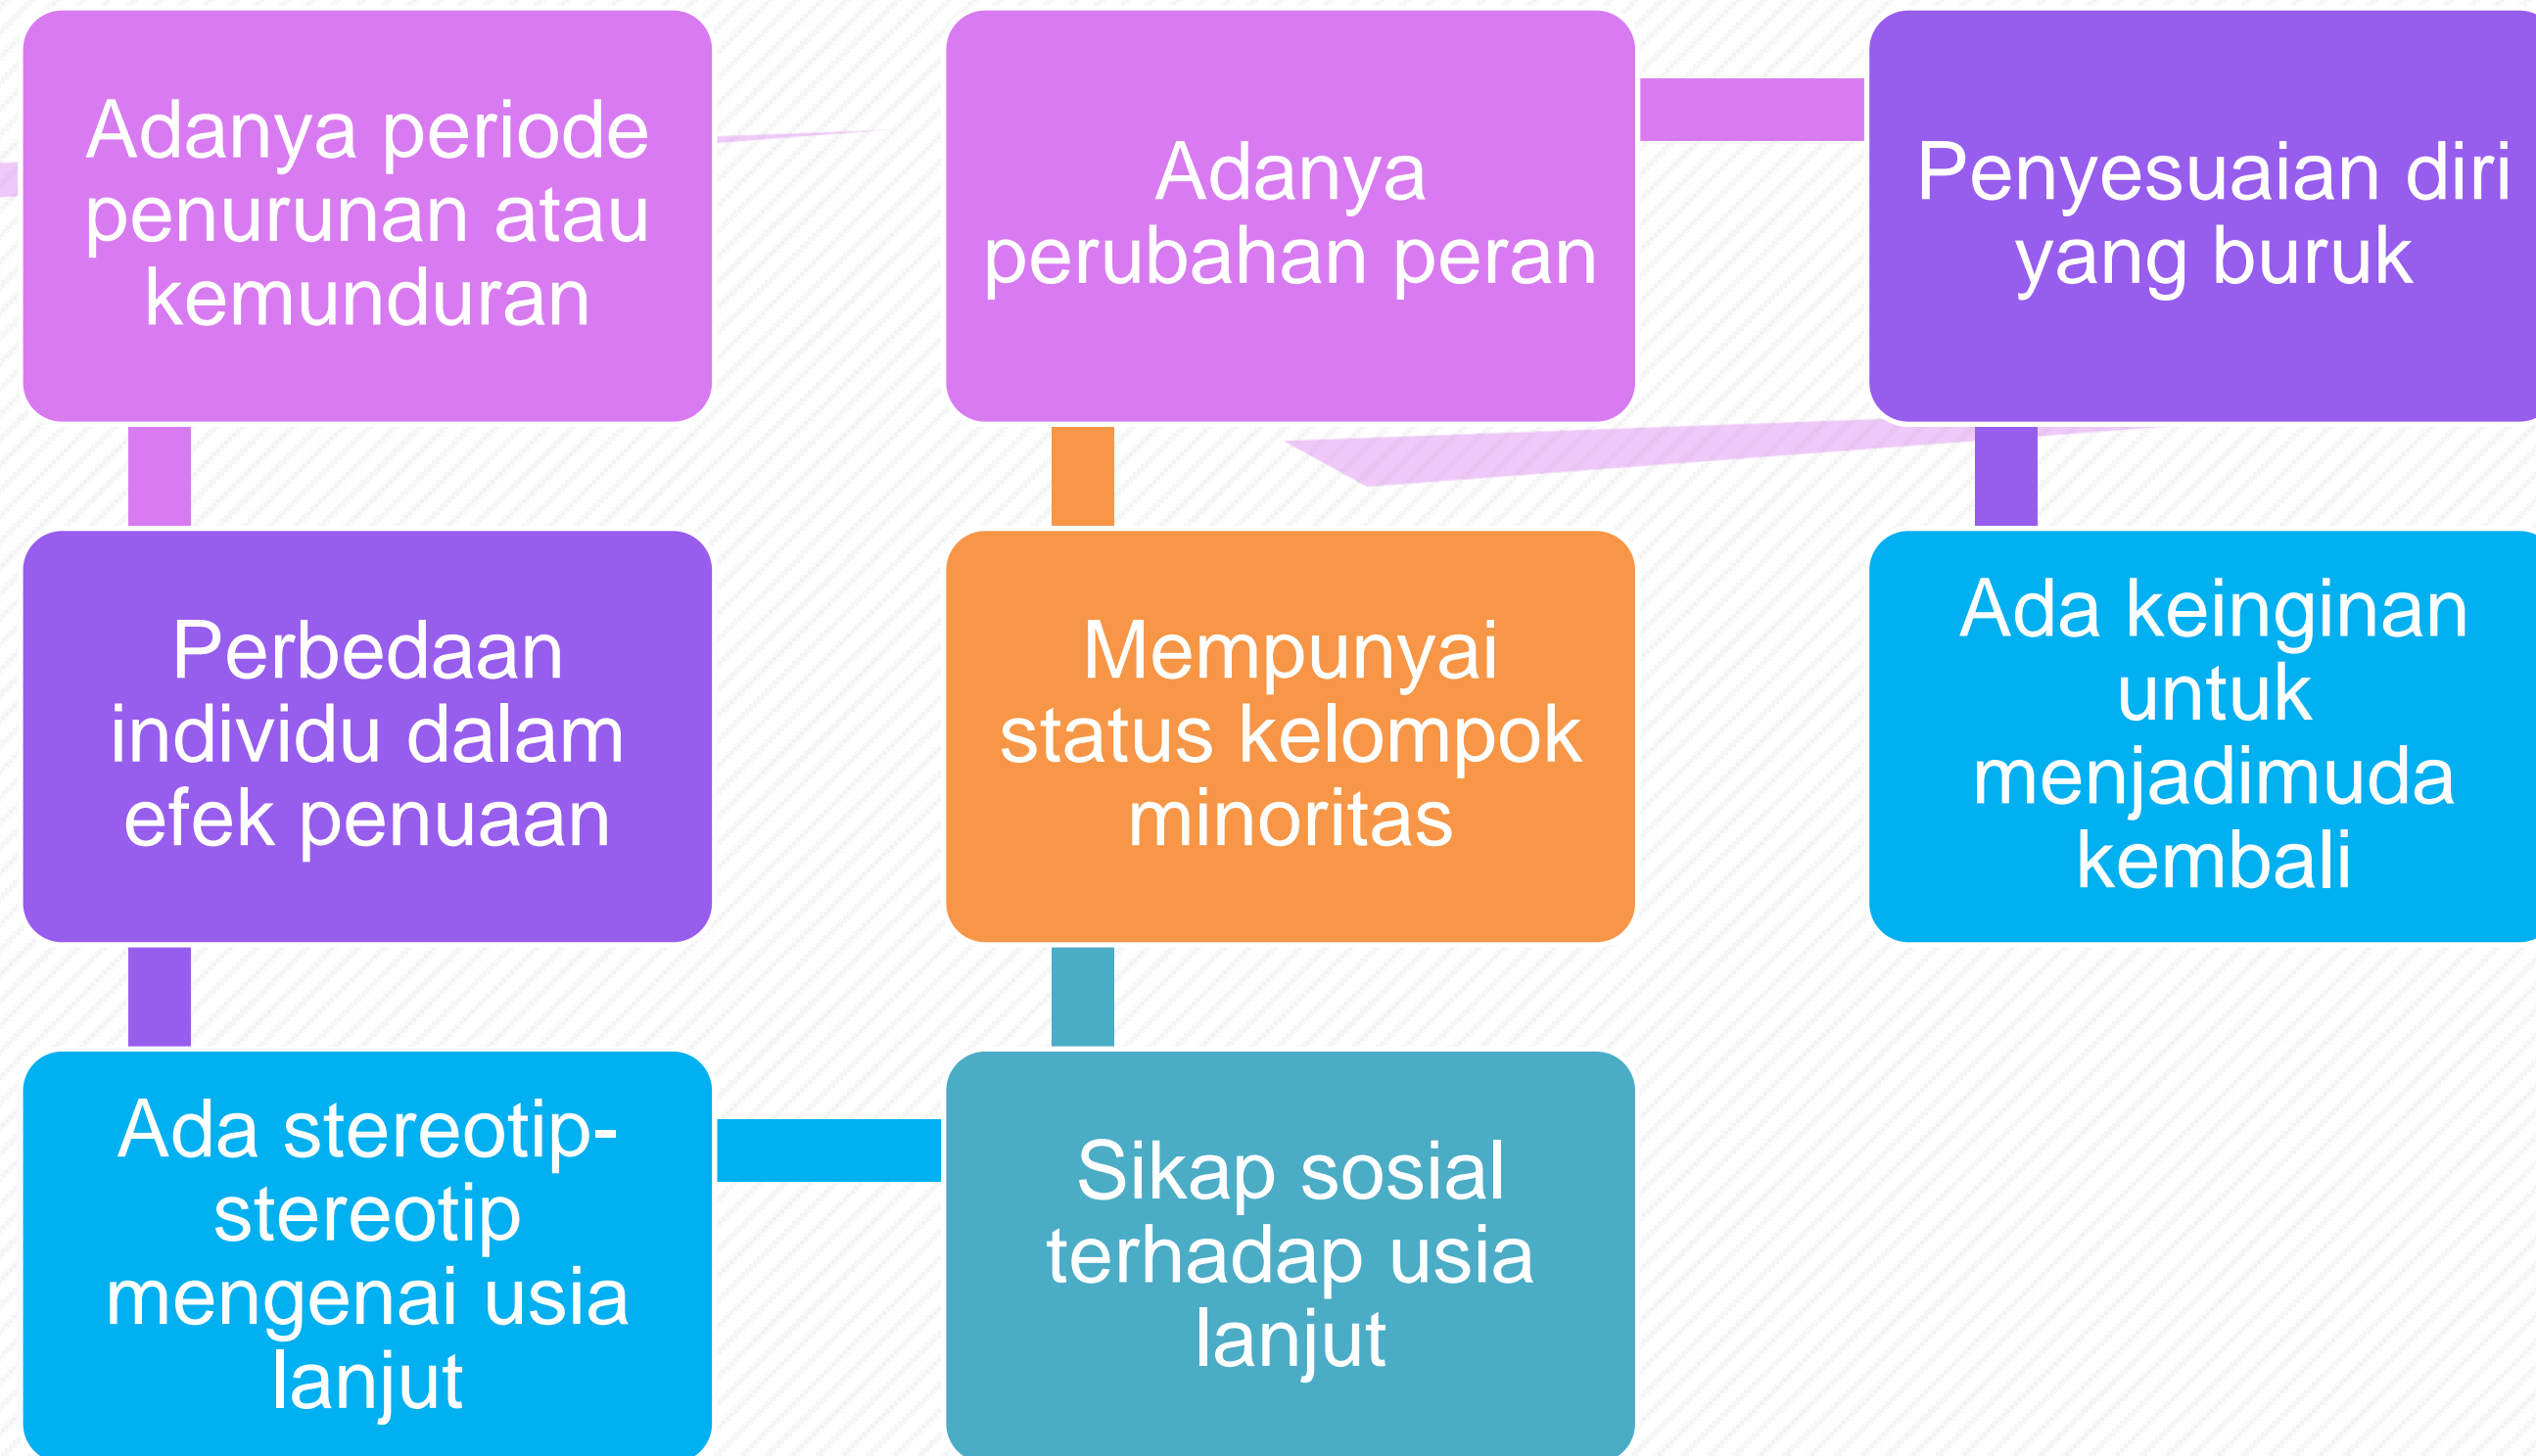 Adanya periode
penurunan atau
kemunduran
Perbedaan
individu dalam
efek penuaan
Ada stereotip-
stereotip
mengenai usia
lanjut
Sikap sosial
terhadap usia
lanjut
Mempunyai
status kelompok
minoritas
Adanya
perubahan peran
Penyesuaian diri
yang buruk
Ada keinginan
untuk
menjadimuda
kembali